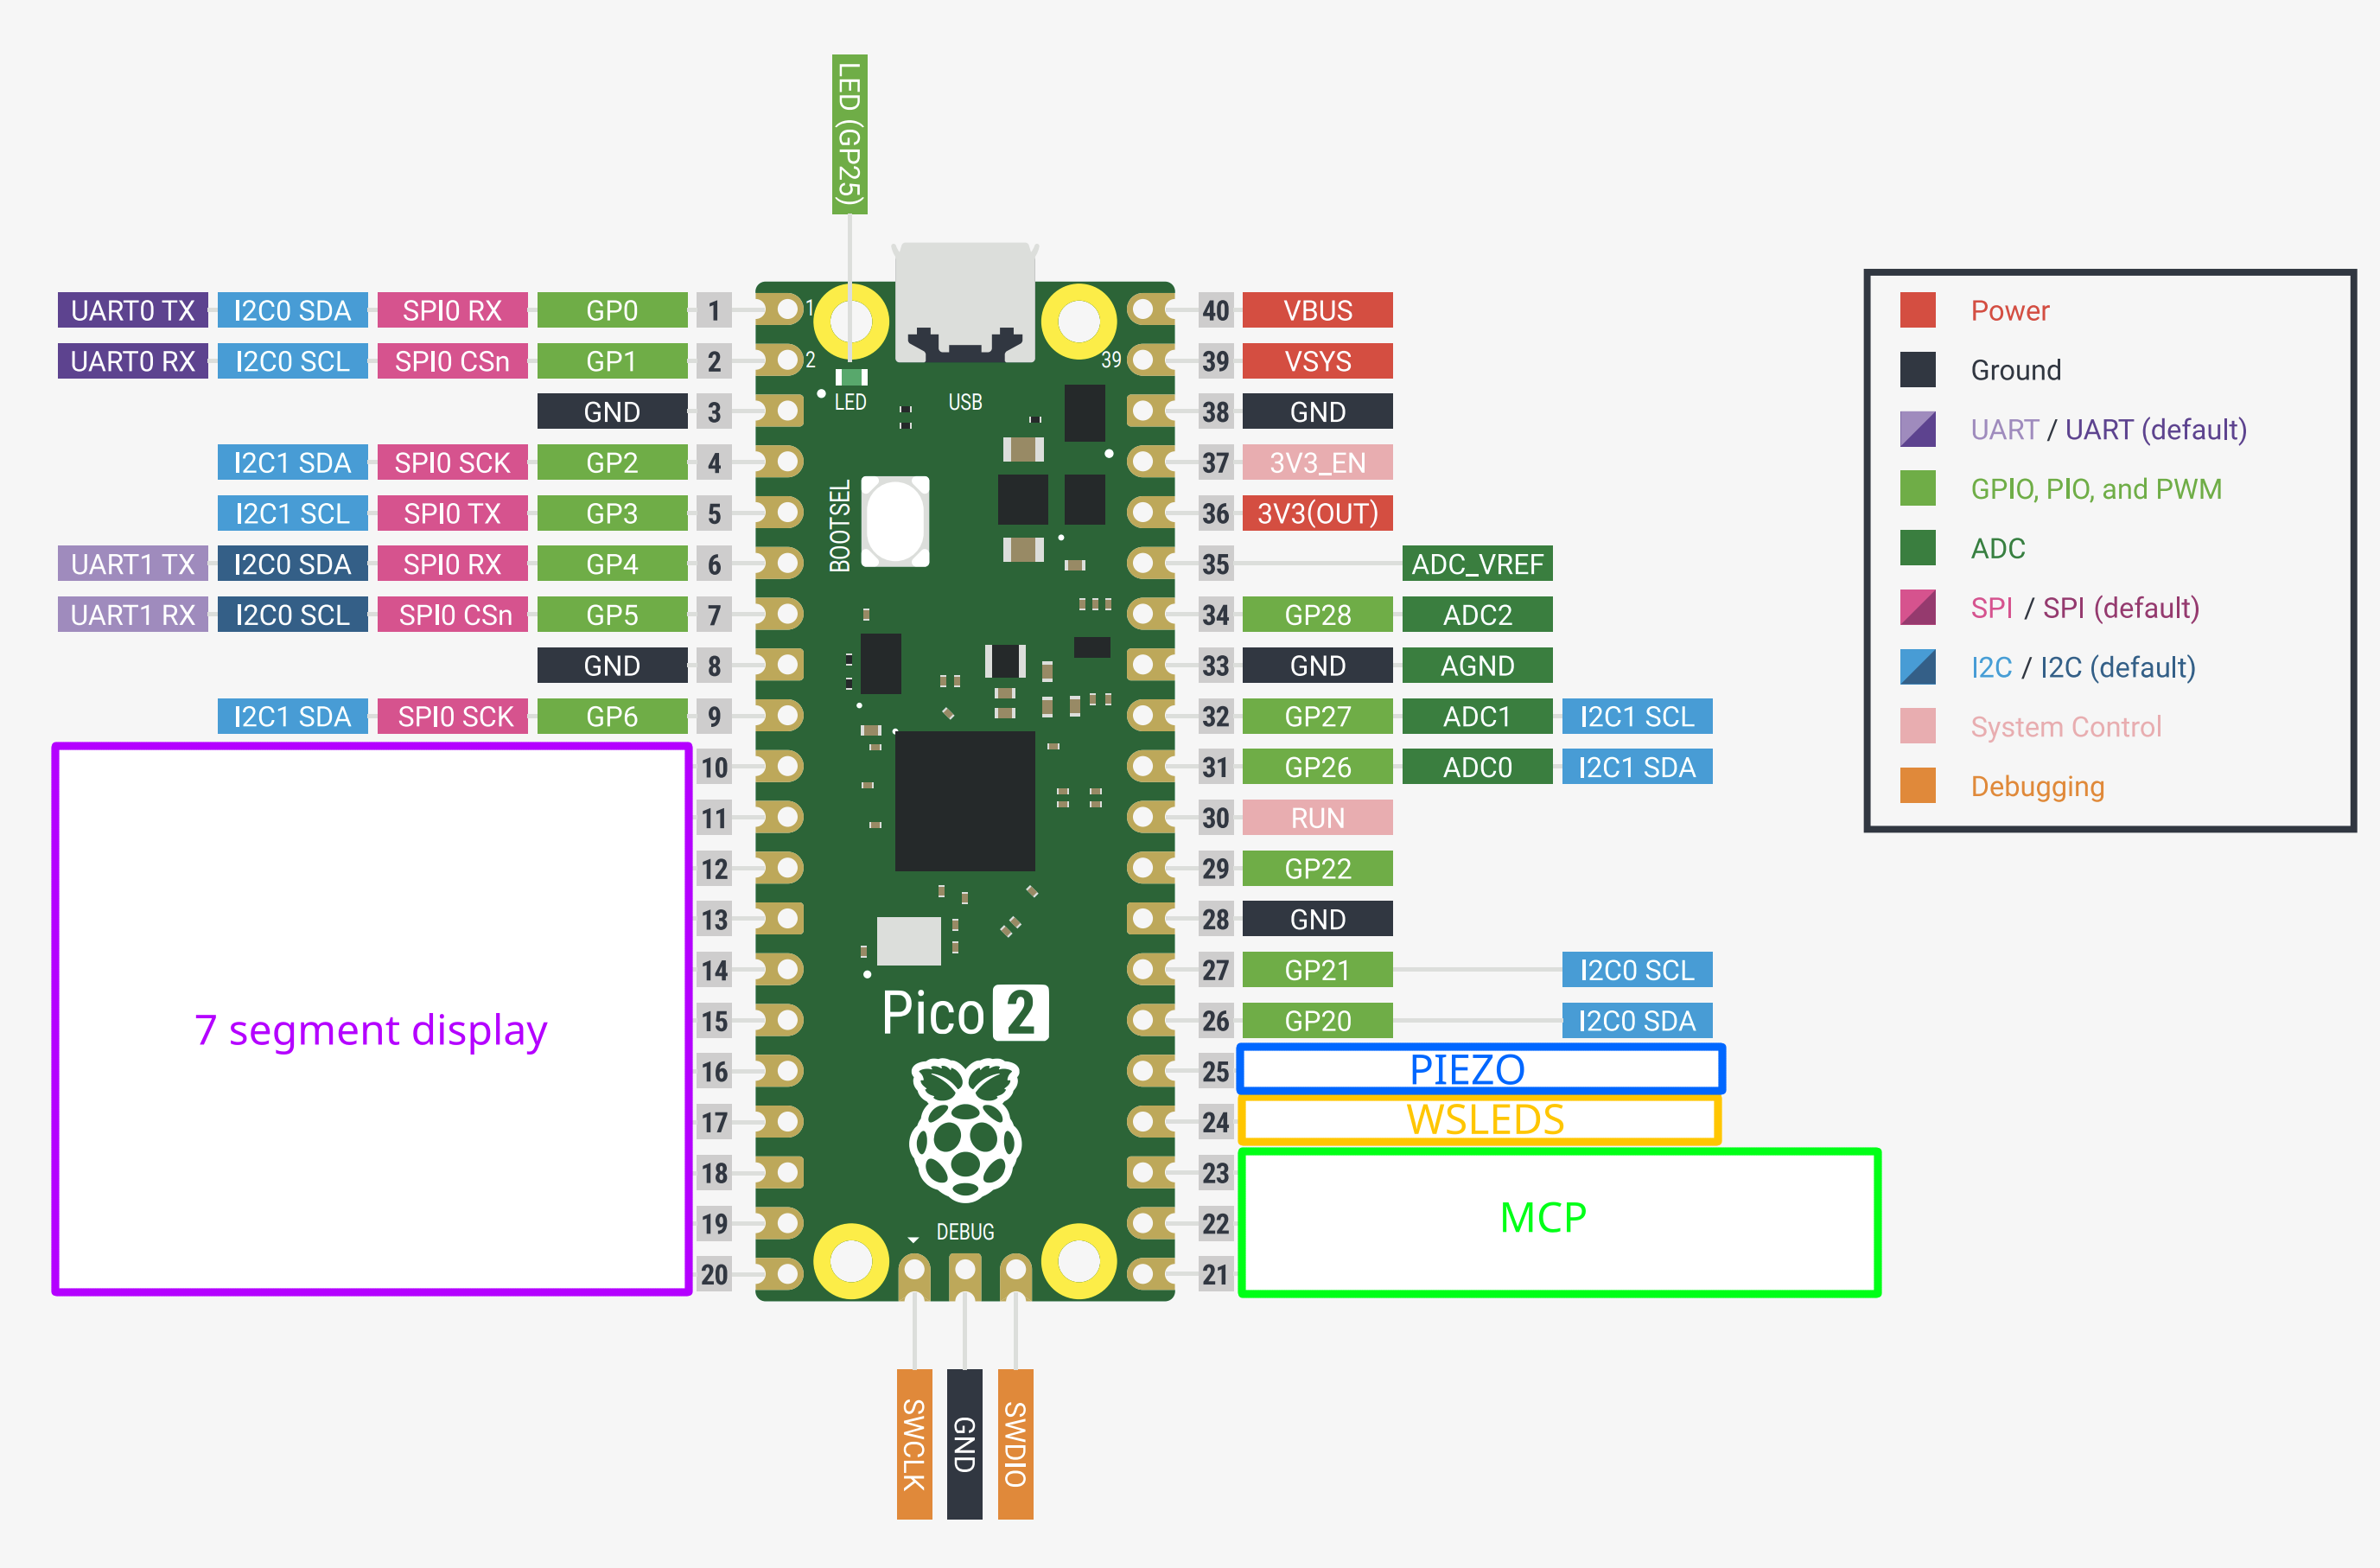 LED (GP25)
UART0 TX I2C0 SDA SPI0 RX GP0 1 1 40 VBUS
UART0 RX I2C0 SCL SPI0 CSn GP1 2 2 39 39 VSYS
GND 3 LED USB 38 GND
I2C1 SDA SPI0 SCK GP2 4 37 3V3_EN
I2C1 SCL SPI0 TX GP3 5 BOOTSEL 36 3V3(OUT)
UART1 TX I2C0 SDA SPI0 RX GP4 6 35 ADC_VREF
UART1 RX I2C0 SCL SPI0 CSn GP5 7 34 GP28 ADC2
GND 8 33 GND AGND
I2C1 SDA SPI0 SCK GP6 9 32 GP27 ADC1 I2C1 SCL
10 31 GP26 ADC0 I2C1 SDA
11 30 RUN
12 29 GP22
13 28 GND
14 27 GP21 I2C0 SCL
7 segment display 15 Pico 2 26 GP20 I2C0 SDA
16 25 PIEZO
17 24 WSLEDS
18 23
19 DEBUG 22 MCP
20 21
SWCLK GND SWDIO
Power
Ground
UART / UART (default)
GPIO, PIO, and PWM
ADC
SPI / SPI (default)
I2C / I2C (default)
System Control
Debugging